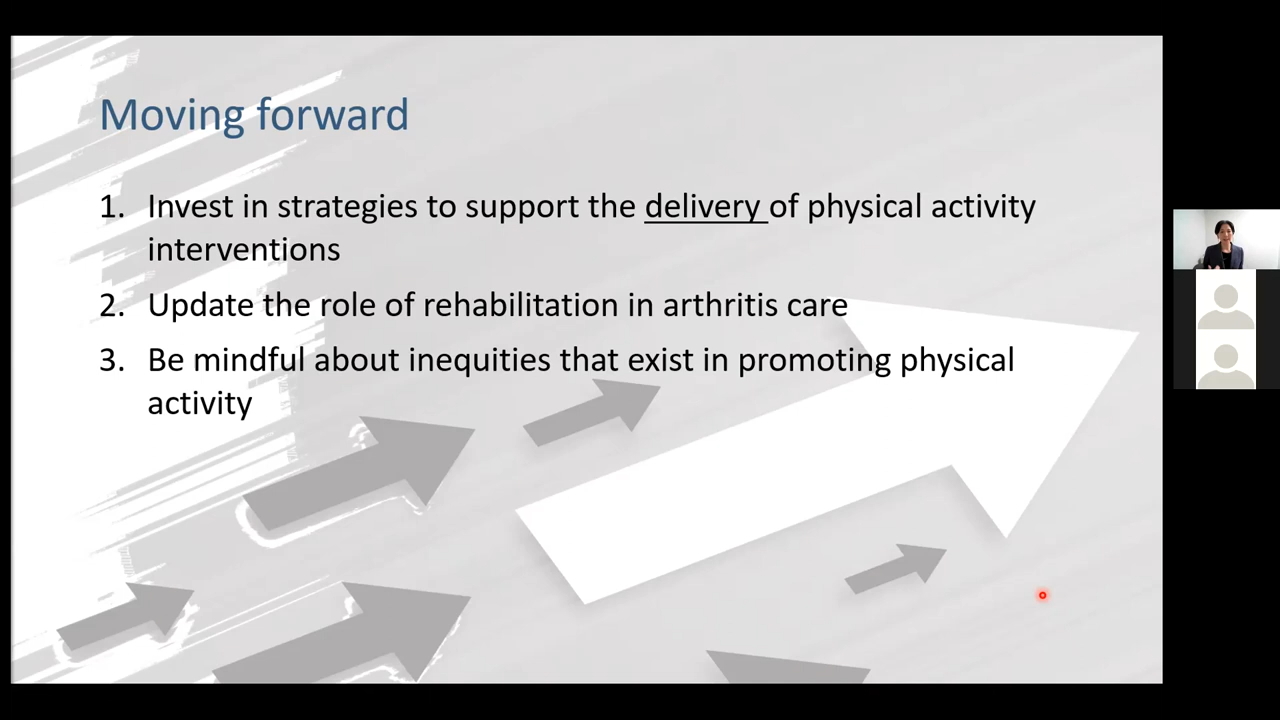 Moving forward
1. Invest in strategies to support the delivery of physical activity
interventions
2. Update the role of rehabilitation in arthritis care
3. Be mindful about inequities that exist in promoting physical
activity